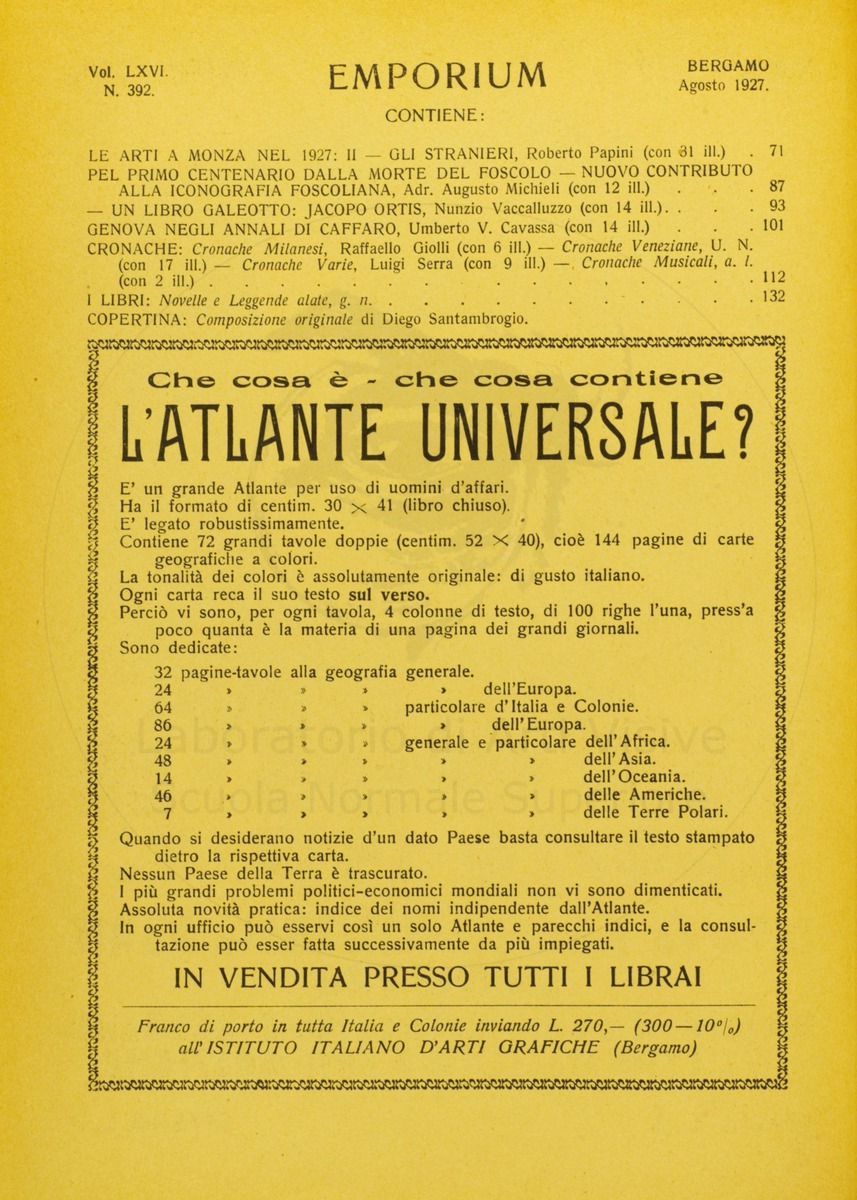 Vol. LXVI.
N. 392.
EMPORIUM
BERGAMO
Agosto 1927.
CONTIENE:
LE ARTI A MONZA NEL 1927: II — GLI STRANIERI, Roberto Papini (con 31 ill.) . 71
PEL PRIMO CENTENARIO DALLA MORTE DEL FOSCOLO — NUOVO CONTRIBUTO
ALLA ICONOGRAFIA FOSCOLIANA, Adr. Augusto Michieli (con 12 ill.) . . . 87
— UN LIBRO GALEOTTO: JACOPO ORTIS, Nunzio Vaccalluzzo (con 14 ill.). . . . 93
GENOVA NEGLI ANNALI DI CAFFARO, Umberto V. Cavassa (con 14 ill.) . . . 101
CRONACHE: Cronache Milanesi, Raffaello Giolli (con 6 ill.) — Cronache Veneziane, U. N.
(con 17 ill.) — Cronache Varie, Luigi Serra (con 9 ill.) — Cronache Musicali, a. l.
(con 2 ill.) . . . . . . . . . . . . . . . 112
I LIBRI: Novelle e Leggende alate, g. n. . . . . . . . . . . . 132
COPERTINA: Composizione originale di Diego Santambrogio.
Che cosa è - che cosa contiene
L'ATLANTE UNIVERSALE?
E' un grande Atlante per uso di uomini d'affari.
Ha il formato di centim. 30 × 41 (libro chiuso).
E' legato robustissimamente.
Contiene 72 grandi tavole doppie (centim. 52 × 40), cioè 144 pagine di carte
geografiche a colori.
La tonalità dei colori è assolutamente originale: di gusto italiano.
Ogni carta reca il suo testo sul verso.
Perciò vi sono, per ogni tavola, 4 colonne di testo, di 100 righe l'una, press'a
poco quanta è la materia di una pagina dei grandi giornali.
Sono dedicate:
32 pagine-tavole alla geografia generale.
24 » » » » dell'Europa.
64 » » » particolare d'Italia e Colonie.
86 » » » » dell'Europa.
24 » » » generale e particolare dell'Africa.
48 » » » » » dell'Asia.
14 » » » » » dell'Oceania.
46 » » » » » delle Americhe.
7 » » » » » delle Terre Polari.
Quando si desiderano notizie d'un dato Paese basta consultare il testo stampato
dietro la rispettiva carta.
Nessun Paese della Terra è trascurato.
I più grandi problemi politici-economici mondiali non vi sono dimenticati.
Assoluta novità pratica: indice dei nomi indipendente dall'Atlante.
In ogni ufficio può esservi così un solo Atlante e parecchi indici, e la consul-
tazione può esser fatta successivamente da più impiegati.
IN VENDITA PRESSO TUTTI I LIBRAI
Franco di porto in tutta Italia e Colonie inviando L. 270,— (300—10%)
all' ISTITUTO ITALIANO D'ARTI GRAFICHE (Bergamo)